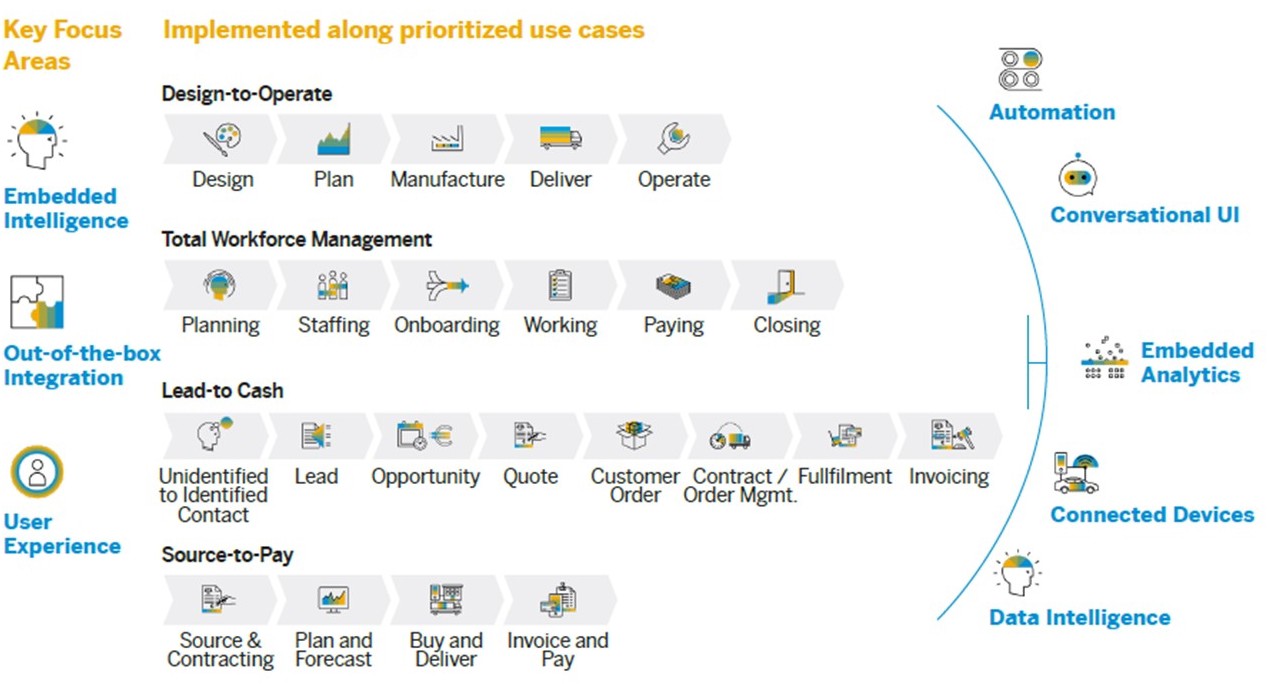 Key Focus
Areas
Implemented along prioritized use cases
Embedded
Intelligence
Out-of-the-box
Integration
User
Experience
Design-to-Operate
Design
Plan
Manufacture
Deliver
Operate
Total Workforce Management
Planning
Staffing
Onboarding
Working
Paying
Closing
Lead-to Cash
Unidentified
to Identified
Contact
Lead
Opportunity
Quote
Customer
Order
Contract /
Order Mgmt.
Fullfilment
Invoicing
Source-to-Pay
Source &
Contracting
Plan and
Forecast
Buy and
Deliver
Invoice and
Pay
Automation
Conversational UI
Embedded
Analytics
Connected Devices
Data Intelligence